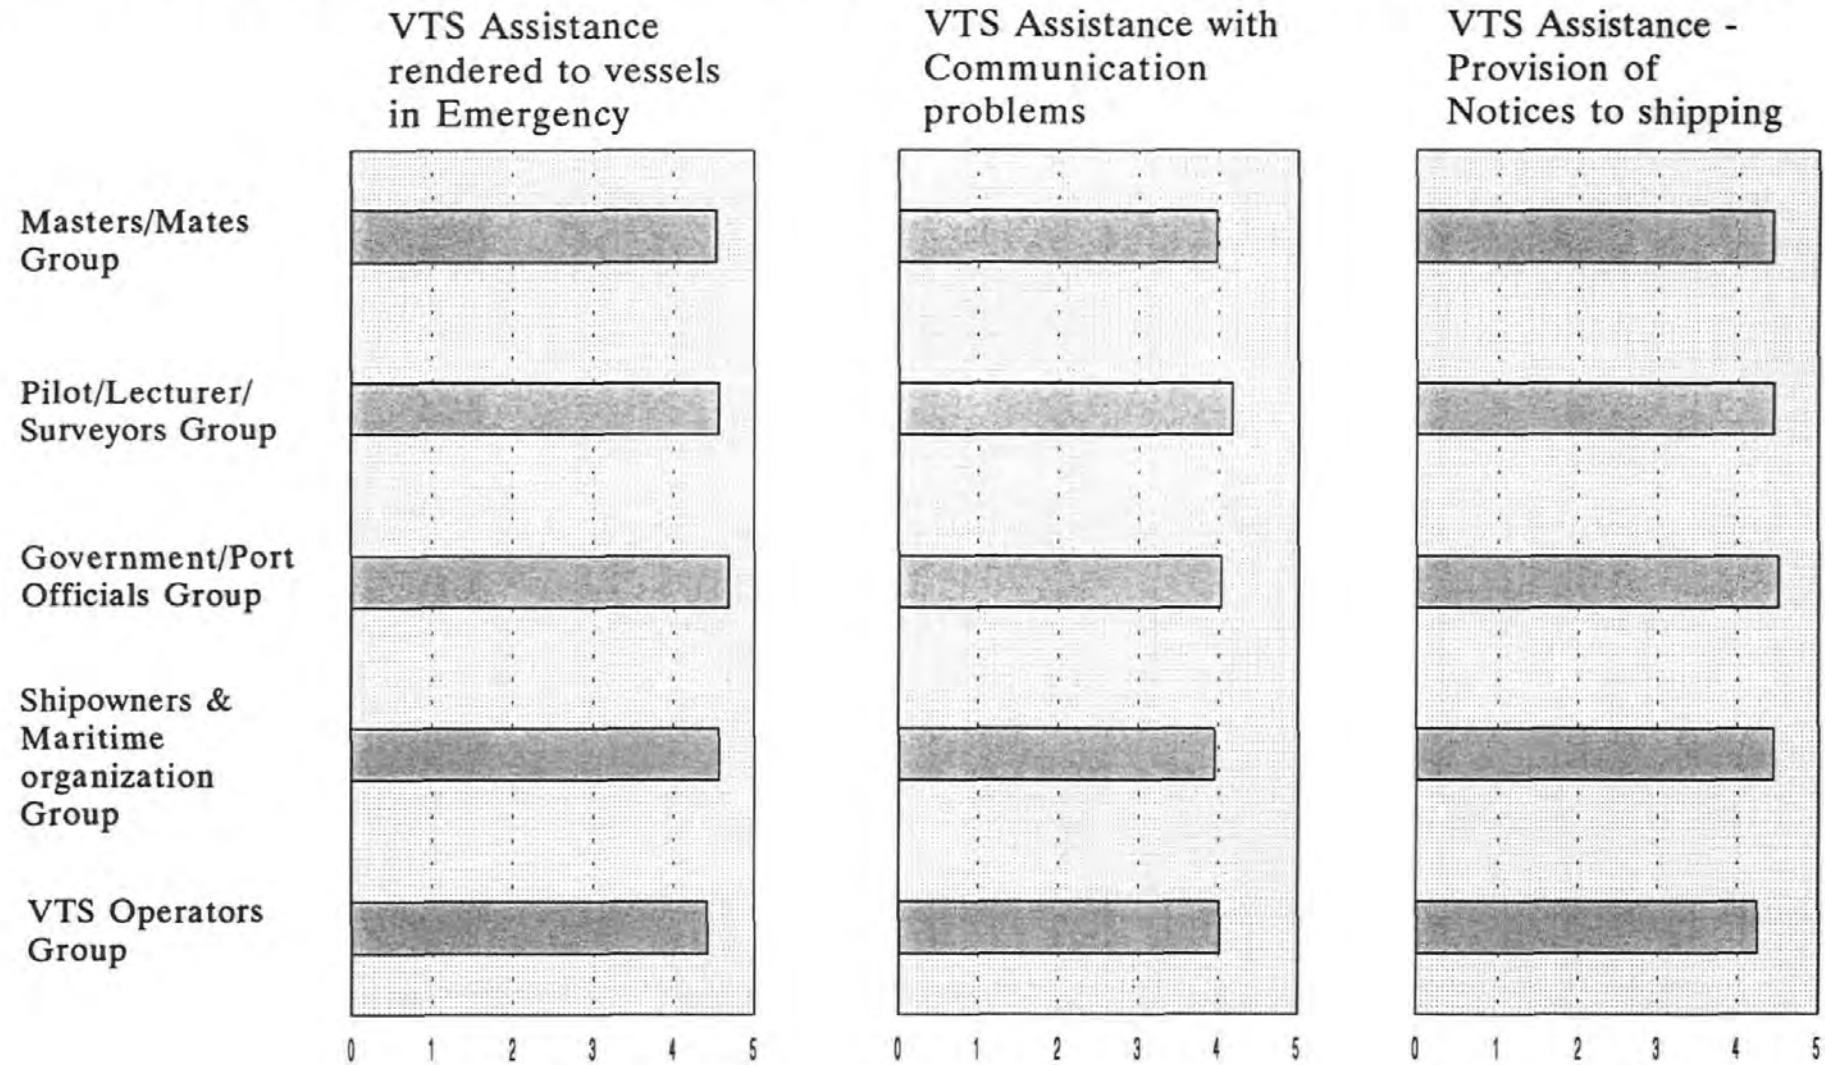 VTS Assistance
rendered to vessels
in Emergency
VTS Assistance with
Communication
problems
VTS Assistance -
Provision of
Notices to shipping
Masters/Mates
Group
Pilot/Lecturer/
Surveyors Group
Government/Port
Officials Group
Shipowners &
Maritime
organization
Group
VTS Operators
Group
0 1 2 3 4 5
0 1 2 3 4 5
0 1 2 3 4 5